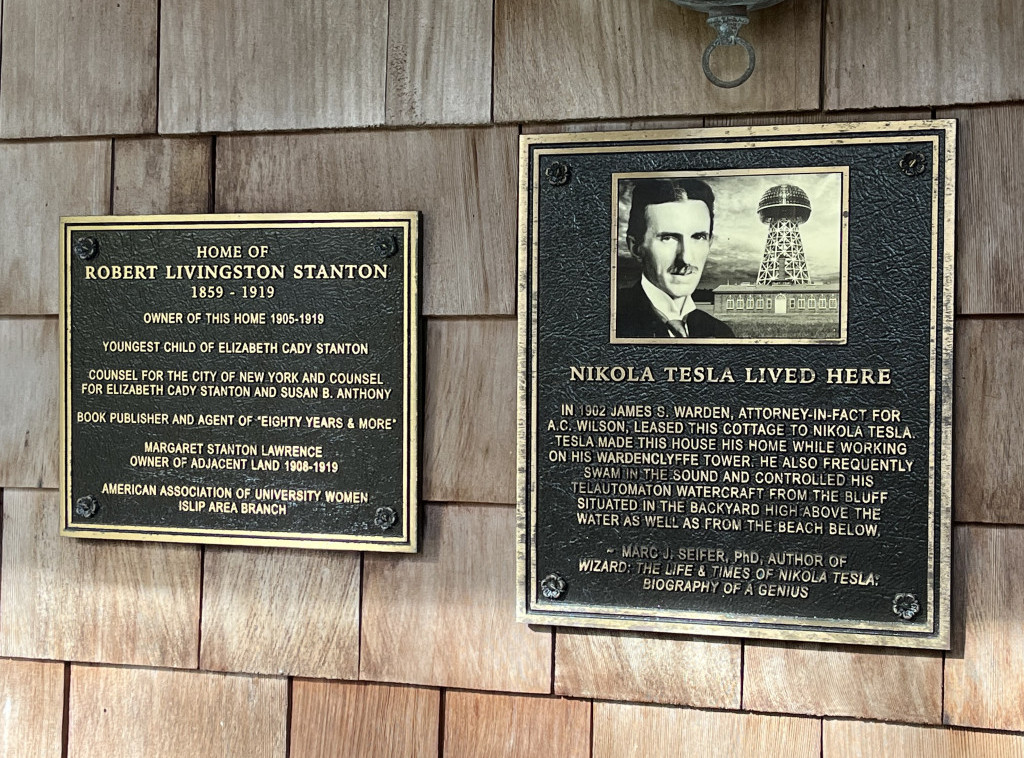 HOME OF
ROBERT LIVINGSTON STANTON
1859 - 1919
OWNER OF THIS HOME 1905-1919
YOUNGEST CHILD OF ELIZABETH CADY STANTON
COUNSEL FOR THE CITY OF NEW YORK AND COUNSEL
FOR ELIZABETH CADY STANTON AND SUSAN B. ANTHONY
BOOK PUBLISHER AND AGENT OF "EIGHTY YEARS & MORE"
MARGARET STANTON LAWRENCE
OWNER OF ADJACENT LAND 1908-1919
AMERICAN ASSOCIATION OF UNIVERSITY WOMEN
ISLIP AREA BRANCH
NIKOLA TESLA LIVED HERE
IN 1902 JAMES S. WARDEN, ATTORNEY-IN-FACT FOR
A.C. WILSON, LEASED THIS COTTAGE TO NIKOLA TESLA.
TESLA MADE THIS HOUSE HIS HOME WHILE WORKING
ON HIS WARDENCLYFFE TOWER. HE ALSO FREQUENTLY
SWAM IN THE SOUND AND CONTROLLED HIS
TELAUTOMATON WATERCRAFT FROM THE BLUFF
SITUATED IN THE BACKYARD HIGH ABOVE THE
WATER AS WELL AS FROM THE BEACH BELOW.
~ MARC J. SEIFER, PhD, AUTHOR OF
WIZARD: THE LIFE & TIMES OF NIKOLA TESLA:
BIOGRAPHY OF A GENIUS